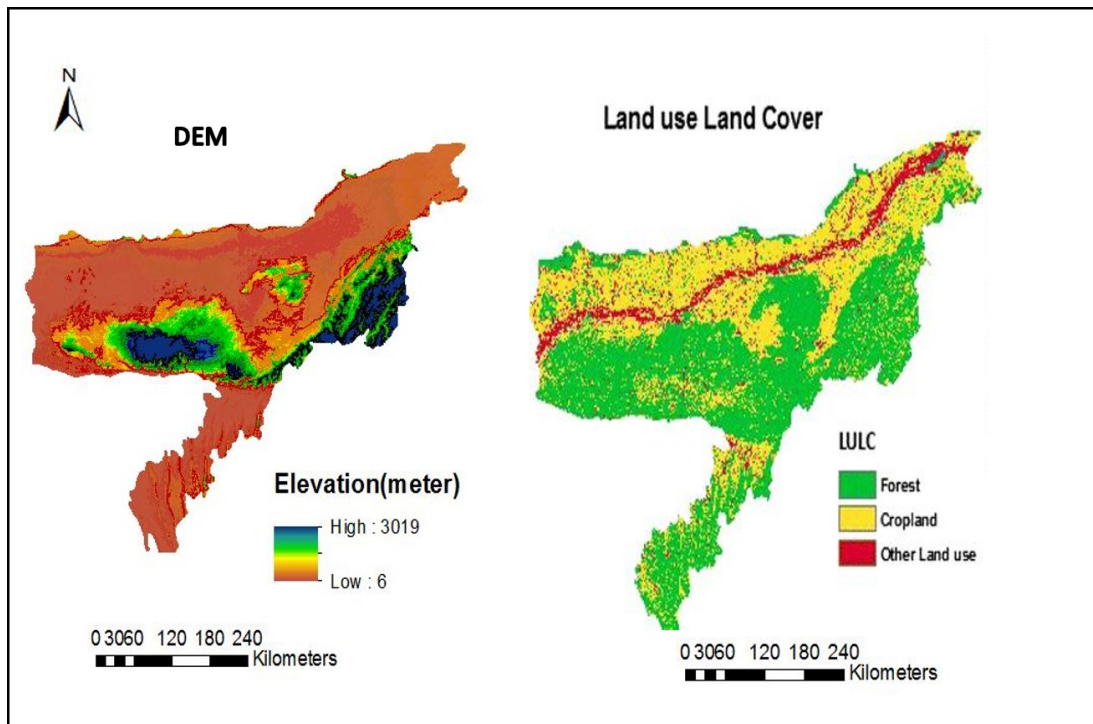 N
DEM
Elevation(meter)
High : 3019
Low : 6
0 3060 120 180 240
Kilometers
Land use Land Cover
LULC
Forest
Cropland
Other Land use
0 3060 120 180 240
Kilometers